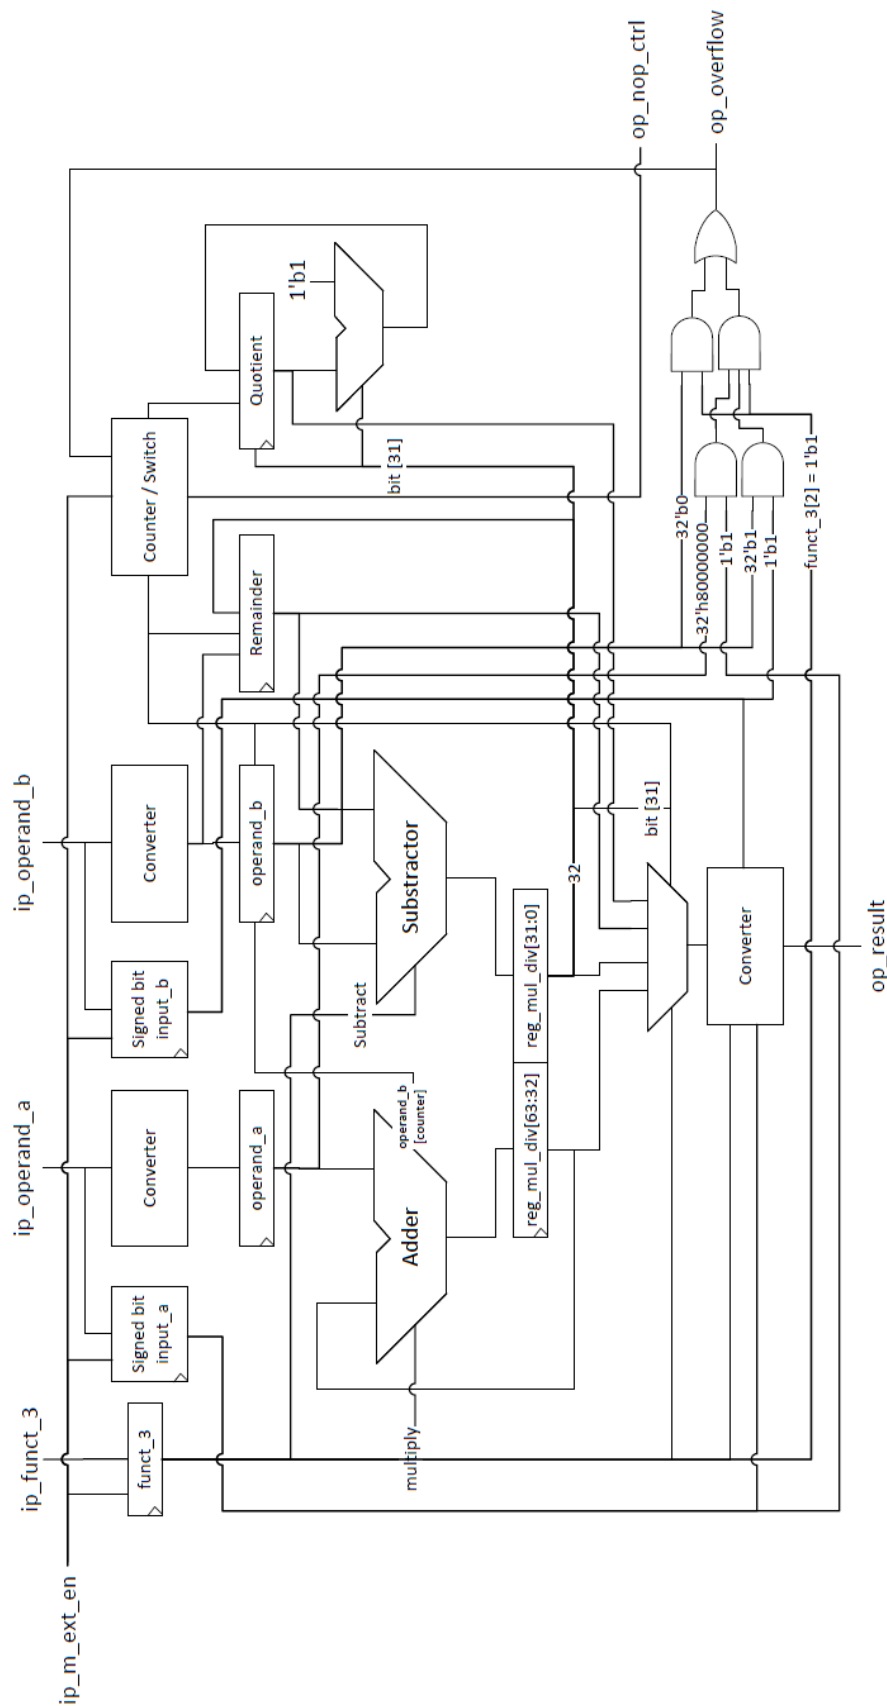 ip_m_ext_en
ip_funct_3
ip_operand_a
ip_operand_b
funct_3
Signed bit
input_a
Converter
Signed bit
input_b
Converter
Counter / Switch
operand_a
operand_b
Remainder
Quotient
1'b1
multiply
Adder
operand_b
[counter]
Subtract
Substractor
bit [31]
reg_mul_div[63:32]
reg_mul_div[31:0]
32
bit [31]
Converter
op_result
32'b0
32'h80000000
1'b1
32'b1
1'b1
funct_3[2] = 1'b1
op_nop_ctrl
op_overflow